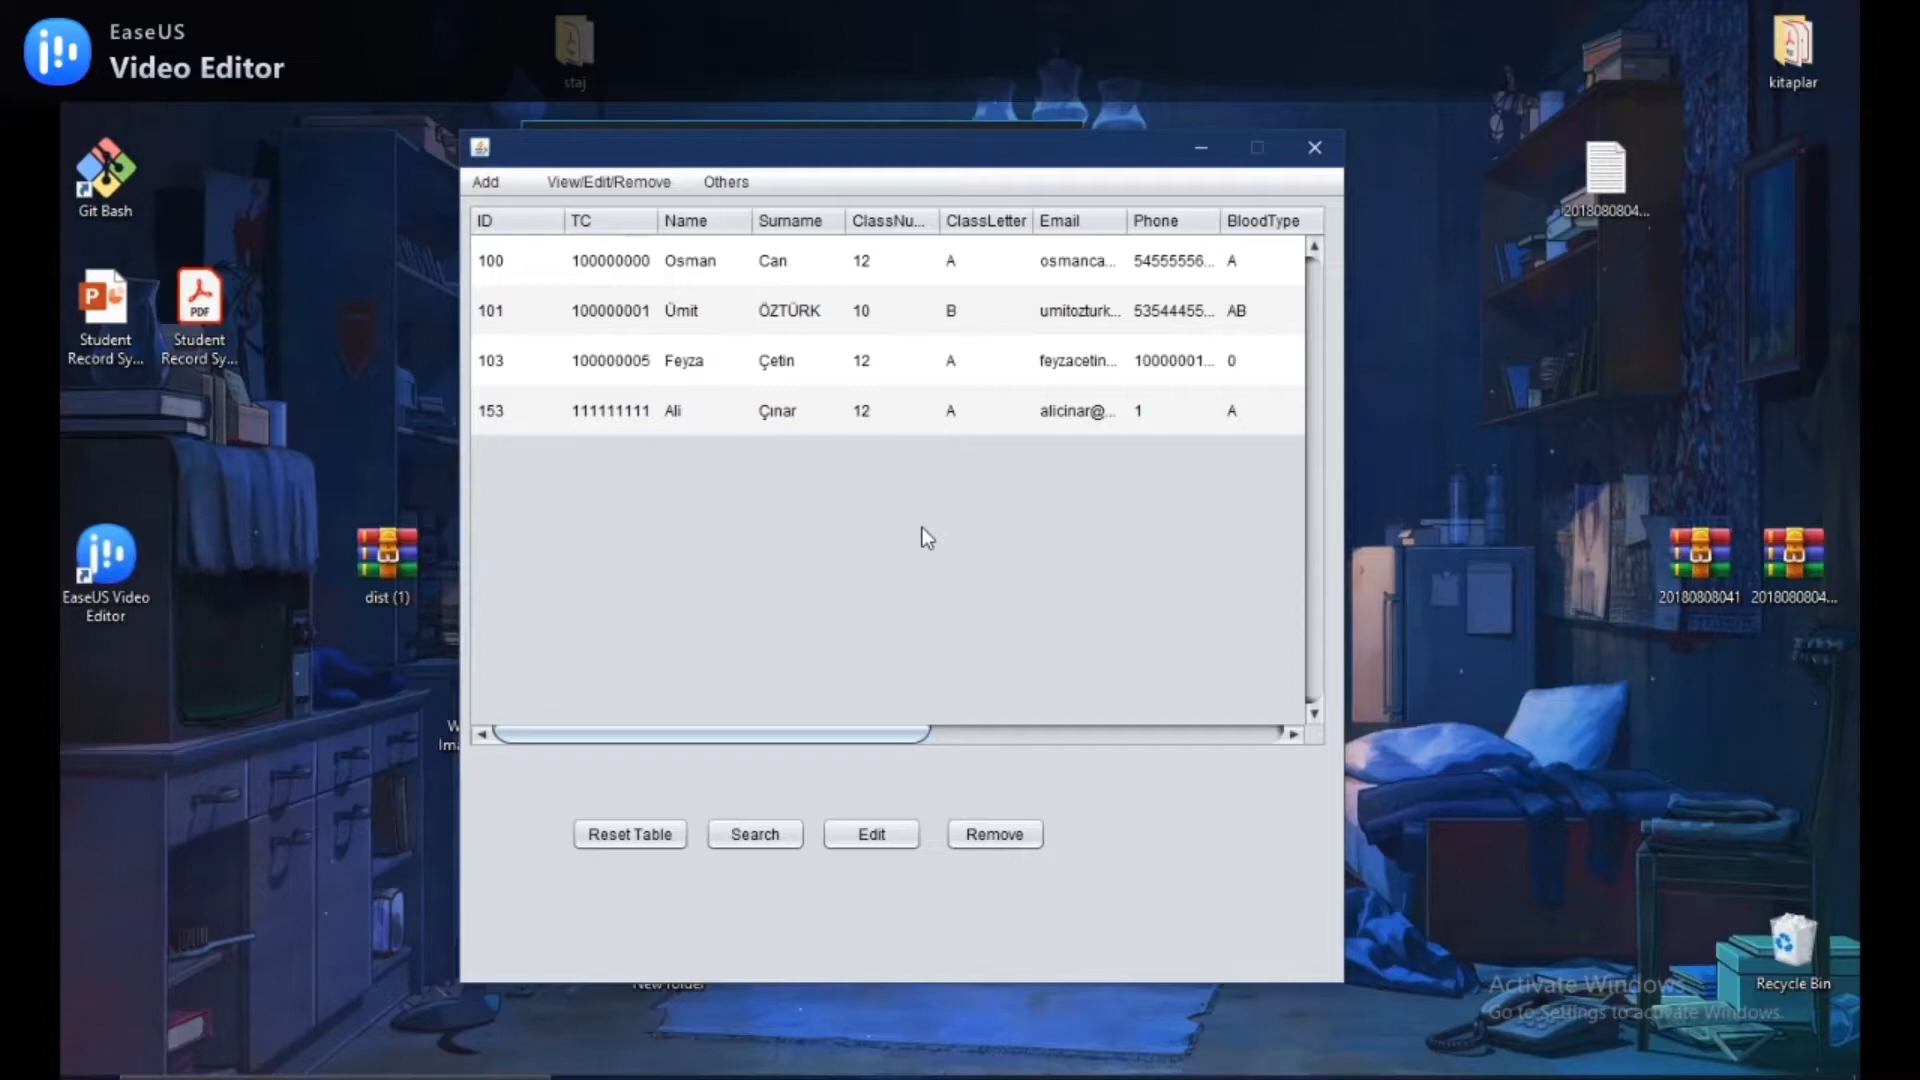 EaseUS
Video Editor
staj
kitaplar
Git Bash
2018080804...
Student
Record Sy...
Student
Record Sy...
PDF
EaseUS Video
Editor
dist (1)
20180808041
2018080804...
Add View/Edit/Remove Others
ID TC Name Surname ClassNu... ClassLetter Email Phone BloodType
100 100000000 Osman Can 12 A osmanca... 54555556... A
101 100000001 Ümit ÖZTÜRK 10 B umitozturk... 53544455... AB
103 100000005 Feyza Çetin 12 A feyzacetin... 10000001... 0
153 111111111 Ali Çınar 12 A alicinar@... 1 A
Reset Table Search Edit Remove
New folder
Recycle Bin
Activate Windows
Go to Settings to activate Windows.